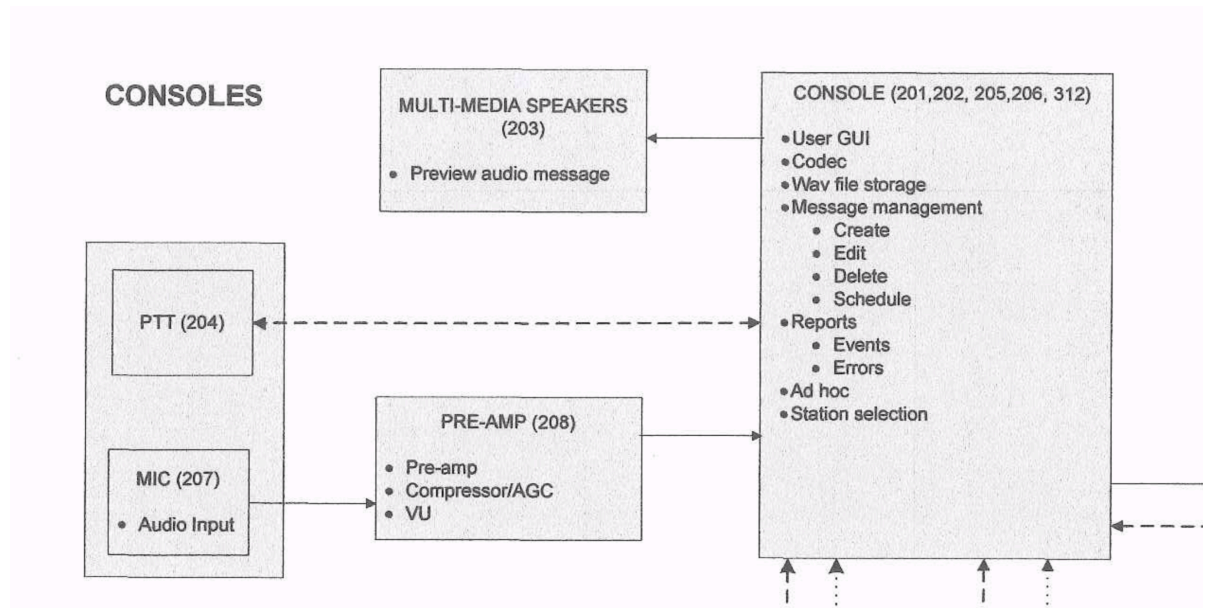 CONSOLES
MULTI-MEDIA SPEAKERS
(203)
• Preview audio message
CONSOLE (201,202, 205,206, 312)
• User GUI
• Codec
• Wav file storage
• Message management
• Create
• Edit
• Delete
• Schedule
• Reports
• Events
• Errors
• Ad hoc
• Station selection
PTT (204)
MIC (207)
• Audio Input
PRE-AMP (208)
• Pre-amp
• Compressor/AGC
• VU